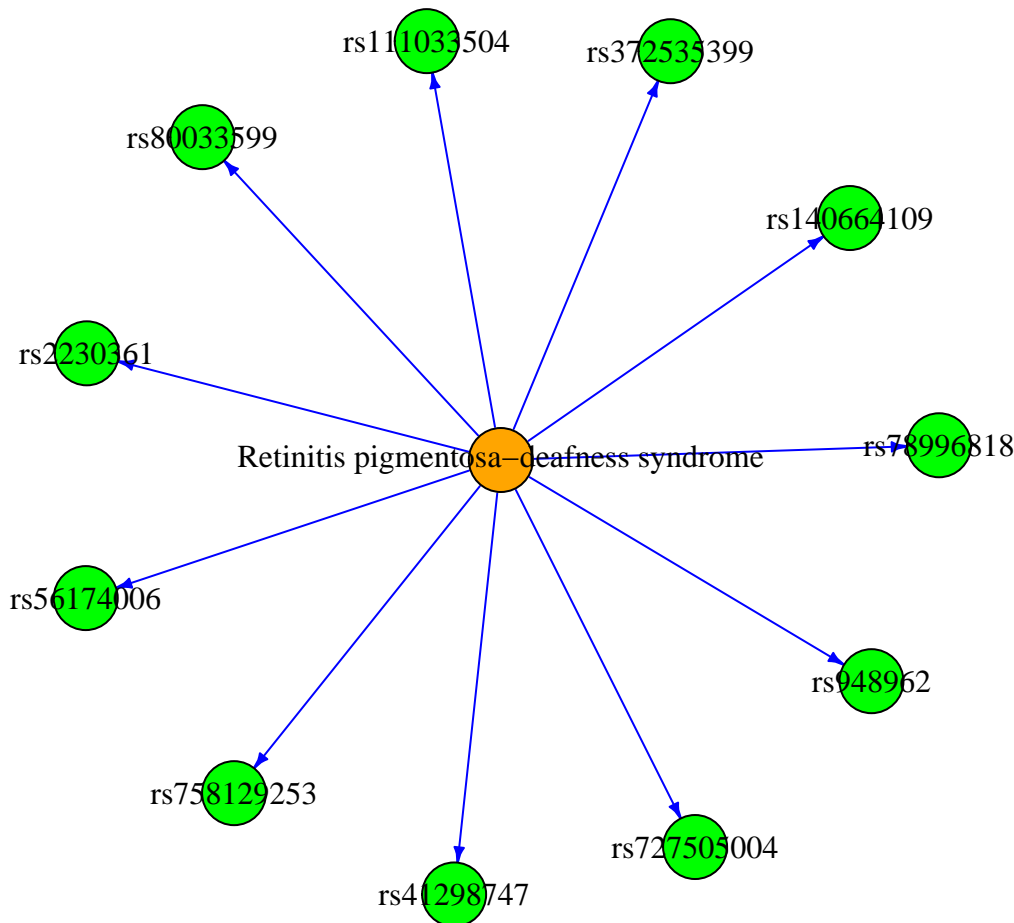 rs111033504
rs372535399
rs80033599
rs140664109
rs2230361
rs78996818
Retinitis pigmentosa−deafness syndrome
rs56174006
rs948962
rs758129253
rs727505004
rs41298747